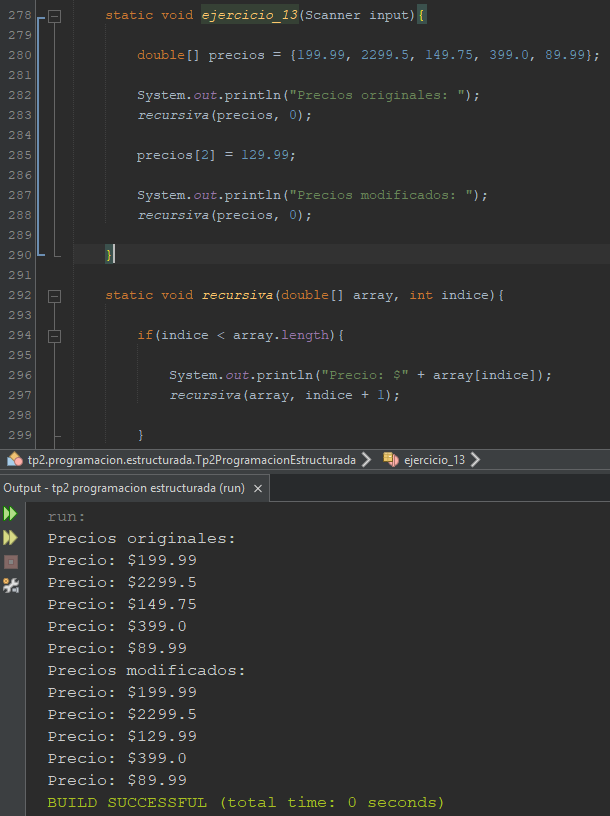 278 static void ejercicio_13(Scanner input){
279
280 double[] precios = {199.99, 2299.5, 149.75, 399.0, 89.99};
281
282 System.out.println("Precios originales: ");
283 recursiva(precios, 0);
284
285 precios[2] = 129.99;
286
287 System.out.println("Precios modificados: ");
288 recursiva(precios, 0);
289
290 }
291
292 static void recursiva(double[] array, int indice){
293
294 if(indice < array.length){
295
296 System.out.println("Precio: $" + array[indice]);
297 recursiva(array, indice + 1);
298
299 }
tp2.programacion.estructurada.Tp2ProgramacionEstructurada ejercicio_13
Output - tp2 programacion estructurada (run) ×
run:
Precios originales:
Precio: $199.99
Precio: $2299.5
Precio: $149.75
Precio: $399.0
Precio: $89.99
Precios modificados:
Precio: $199.99
Precio: $2299.5
Precio: $129.99
Precio: $399.0
Precio: $89.99
BUILD SUCCESSFUL (total time: 0 seconds)